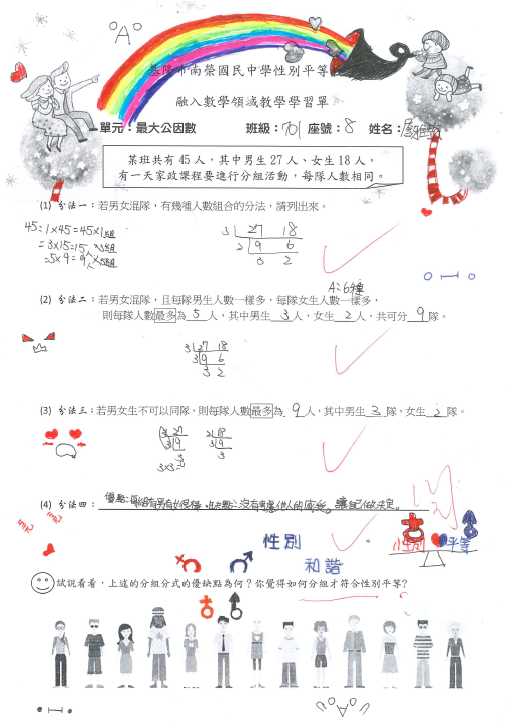 基隆市南榮國民中學性別平等
融入數學領域教學學習單
單元：最大公因數 班級：701 座號：8 姓名：
某班共有 45 人，其中男生 27 人、女生 18 人，
有一天家政課程要進行分組活動，每隊人數相同。
(1) 分法一：若男女混隊，有幾種人數組合的分法，請列出來。
45=1×45=45×1
=3×15=15
=5×9=9
3 27 18
2 9 6
3 2
A:6種
(2) 分法二：若男女混隊，且每隊男生人數一樣多，每隊女生人數一樣多，
則每隊人數最多為 5 人，其中男生 3 人，女生 2 人，共可分 9 隊。
3 27 18
3 9 6
3 2
(3) 分法三：若男女生不可以同隊，則每隊人數最多為 9 人，其中男生 3 隊，女生 2 隊。
3 27
3 9
3
3×3=
(4) 分法四：優點：缺點：沒有考慮他人的感受，讓自己做決定。
性別
和諧
性別 平等
試說看看，上述的分組分式的優缺點為何？你覺得如何分組才符合性別平等？